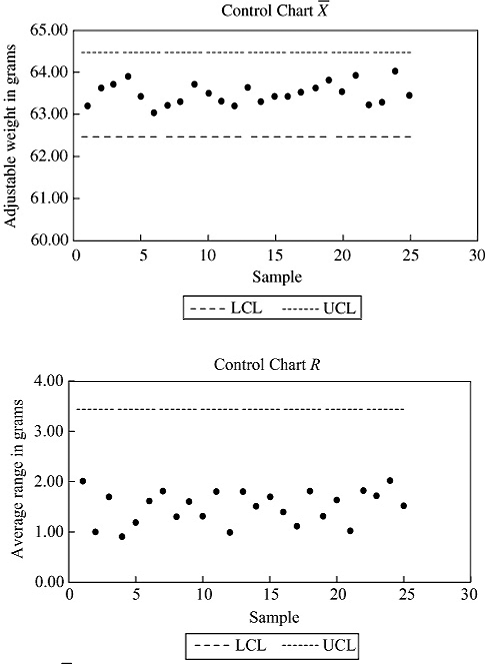 Control Chart X̅
65.00
64.00
63.00
62.00
61.00
60.00
Adjustable weight in grams
0 5 10 15 20 25 30
Sample
LCL UCL
Control Chart R
4.00
3.00
2.00
1.00
0.00
Average range in grams
0 5 10 15 20 25 30
Sample
LCL UCL